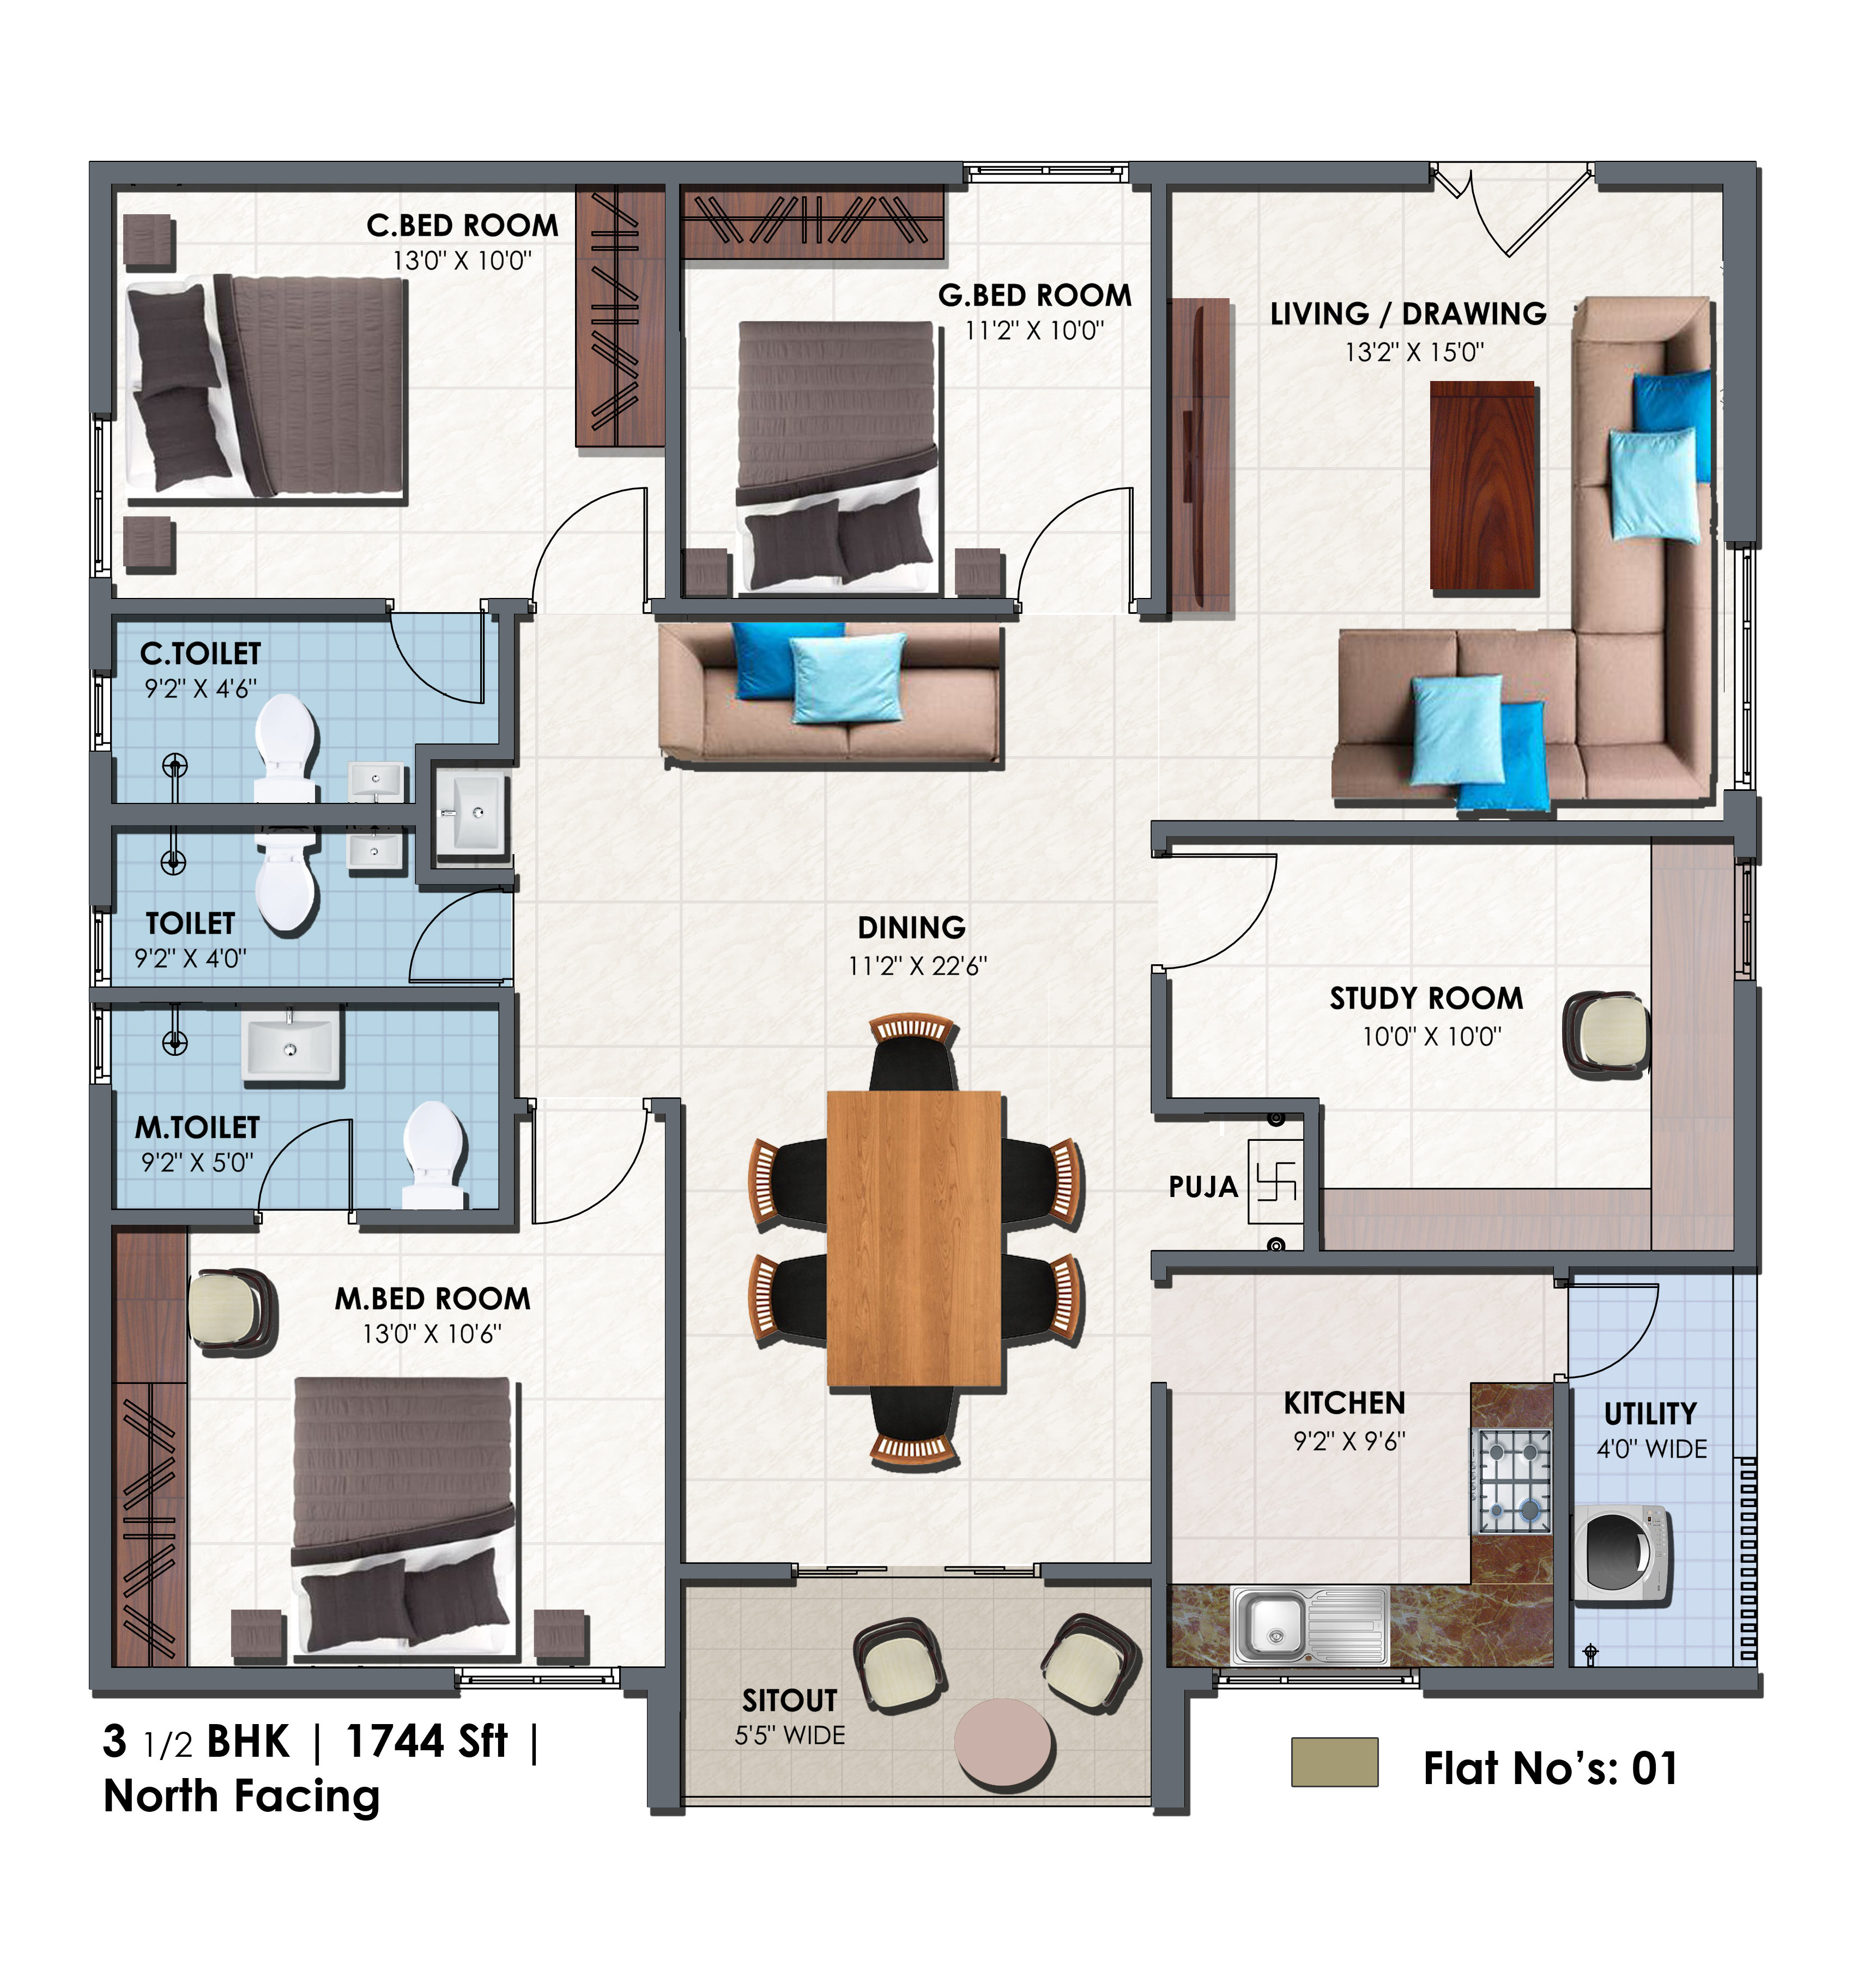 C.BED ROOM
13'0" X 10'0"
G.BED ROOM
11'2" X 10'0"
LIVING / DRAWING
13'2" X 15'0"
C.TOILET
9'2" X 4'6"
TOILET
9'2" X 4'0"
DINING
11'2" X 22'6"
STUDY ROOM
10'0" X 10'0"
M.TOILET
9'2" X 5'0"
PUJA
M.BED ROOM
13'0" X 10'6"
KITCHEN
9'2" X 9'6"
UTILITY
4'0" WIDE
SITOUT
5'5" WIDE
3 1/2 BHK | 1744 Sft |
North Facing
Flat No’s: 01